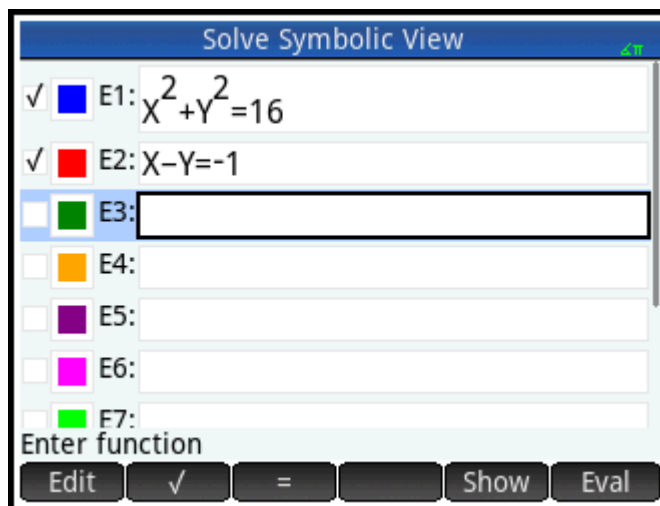 Solve Symbolic View
∡π
√ E1: X²+Y²=16
√ E2: X−Y=-1
E3:
E4:
E5:
E6:
E7:
Enter function
Edit √ = Show Eval